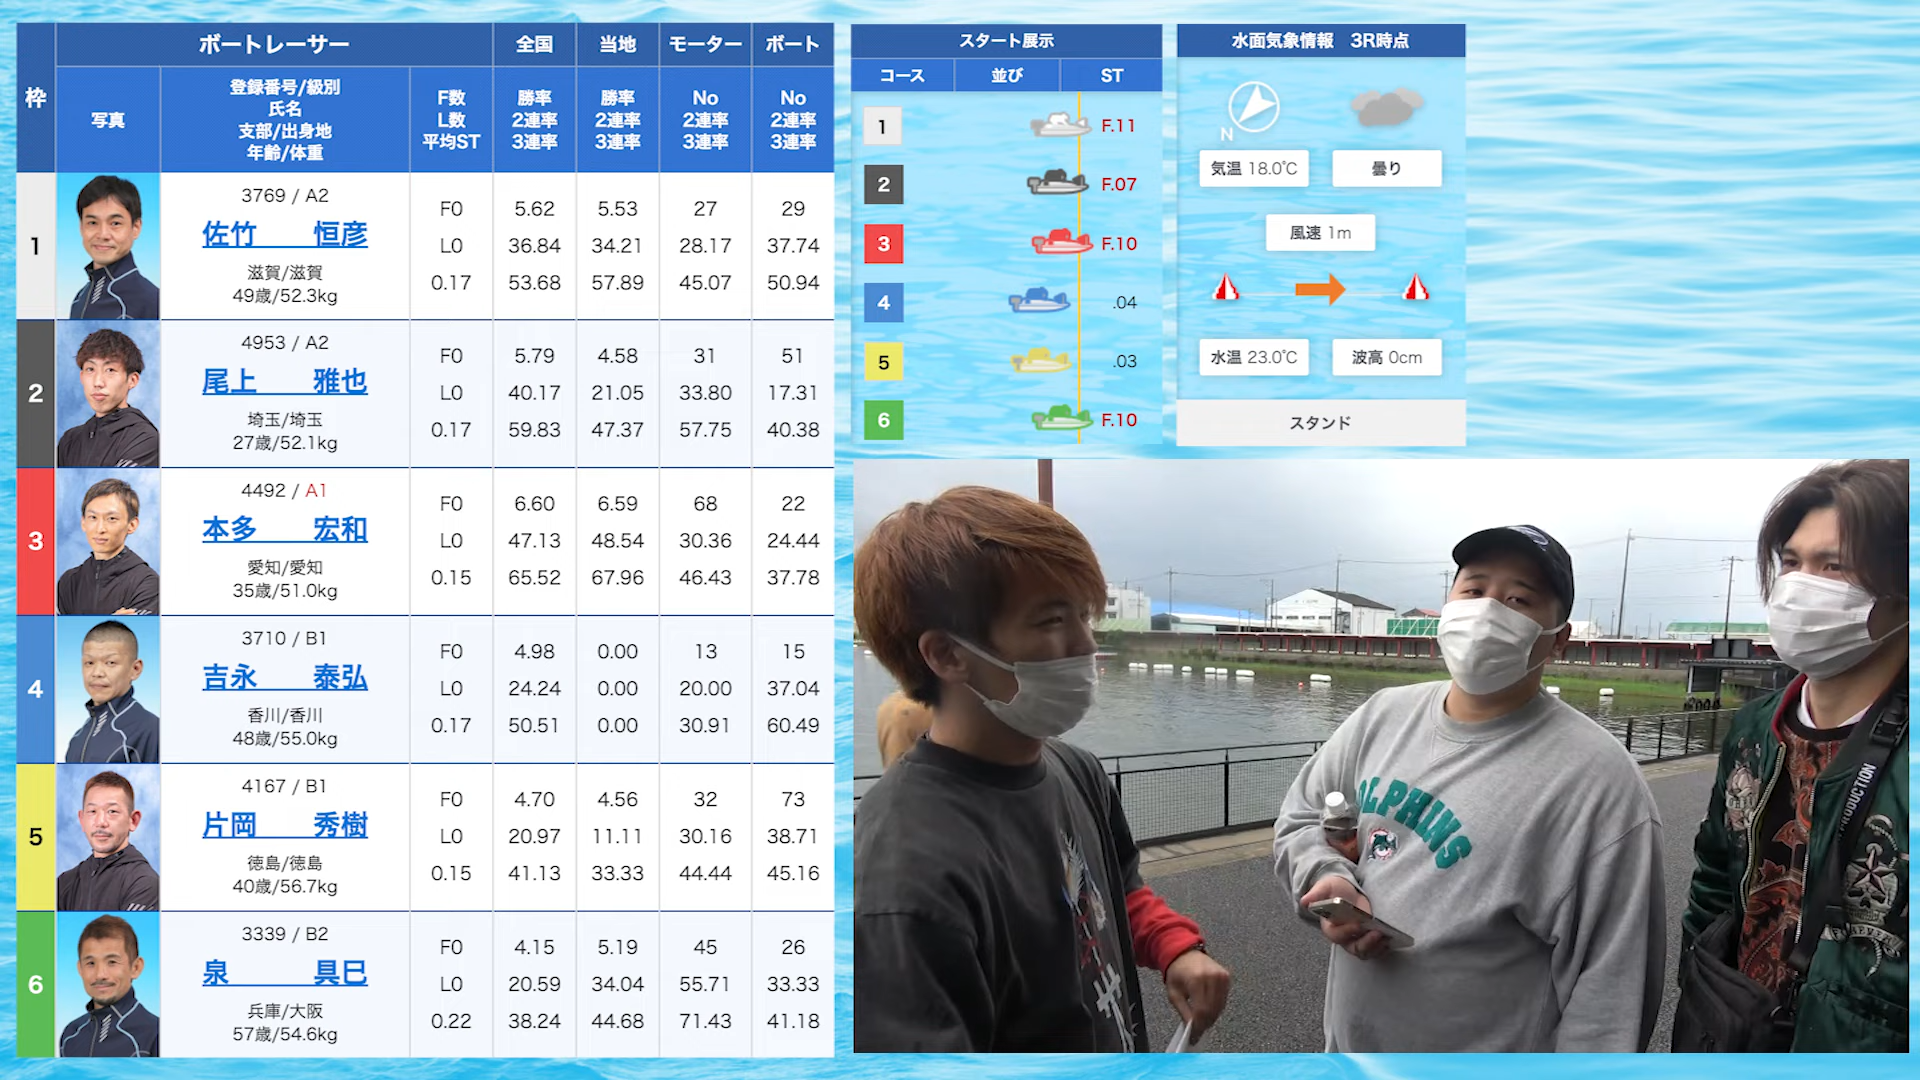 枠
ボートレーサー
全国
当地
モーター
ボート
写真
登録番号/級別
氏名
支部/出身地
年齢/体重
F数
L数
平均ST
勝率
2連率
3連率
勝率
2連率
3連率
No
2連率
3連率
No
2連率
3連率
1
3769 / A2
佐竹 恒彦
滋賀/滋賀
49歳/52.3kg
F0
L0
0.17
5.62
36.84
53.68
5.53
34.21
57.89
27
28.17
45.07
29
37.74
50.94
2
4953 / A2
尾上 雅也
埼玉/埼玉
27歳/52.1kg
F0
L0
0.17
5.79
40.17
59.83
4.58
21.05
47.37
31
33.80
57.75
51
17.31
40.38
3
4492 / A1
本多 宏和
愛知/愛知
35歳/51.0kg
F0
L0
0.15
6.60
47.13
65.52
6.59
48.54
67.96
68
30.36
46.43
22
24.44
37.78
4
3710 / B1
吉永 泰弘
香川/香川
48歳/55.0kg
F0
L0
0.17
4.98
24.24
50.51
0.00
0.00
0.00
13
20.00
30.91
15
37.04
60.49
5
4167 / B1
片岡 秀樹
徳島/徳島
40歳/56.7kg
F0
L0
0.15
4.70
20.97
41.13
4.56
11.11
33.33
32
30.16
44.44
73
38.71
45.16
6
3339 / B2
泉 具巳
兵庫/大阪
57歳/54.6kg
F0
L0
0.22
4.15
20.59
38.24
5.19
34.04
44.68
45
55.71
71.43
26
33.33
41.18
スタート展示
コース 並び ST
1 F.11
2 F.07
3 F.10
4 .04
5 .03
6 F.10
水面気象情報 3R時点
N
気温 18.0℃
曇り
風速 1m
水温 23.0℃
波高 0cm
スタンド
DOLPHINS
PRODUCTION